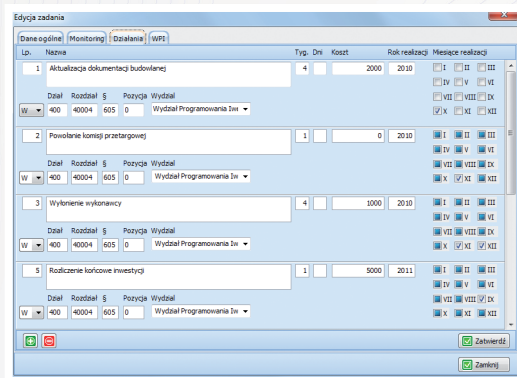 Edycja zadania
Dane ogólne Monitoring Działania WPI
Lp. Nazwa Tyg. Dni Koszt Rok realizacji Miesiące realizacji
1 Aktualizacja dokumentacji budowlanej 4 2000 2010 I II III
IV V VI
Dział Rozdział § Pozycja Wydział VII VIII IX
W 400 40004 605 0 Wydział Programowania Iw X XI XII
2 Powołanie komisji przetargowej 1 0 2010 I II III
IV V VI
Dział Rozdział § Pozycja Wydział VII VIII IX
W 400 40004 605 0 Wydział Programowania Iw X XI XII
3 Wyłonienie wykonawcy 4 1000 2010 I II III
IV V VI
Dział Rozdział § Pozycja Wydział VII VIII IX
W 400 40004 605 0 Wydział Programowania Iw X XI XII
5 Rozliczenie końcowe inwestycji 1 5000 2011 I II III
IV V VI
Dział Rozdział § Pozycja Wydział VII VIII IX
W 400 40004 605 0 Wydział Programowania Iw X XI XII
Zatwierdź
Zamknij